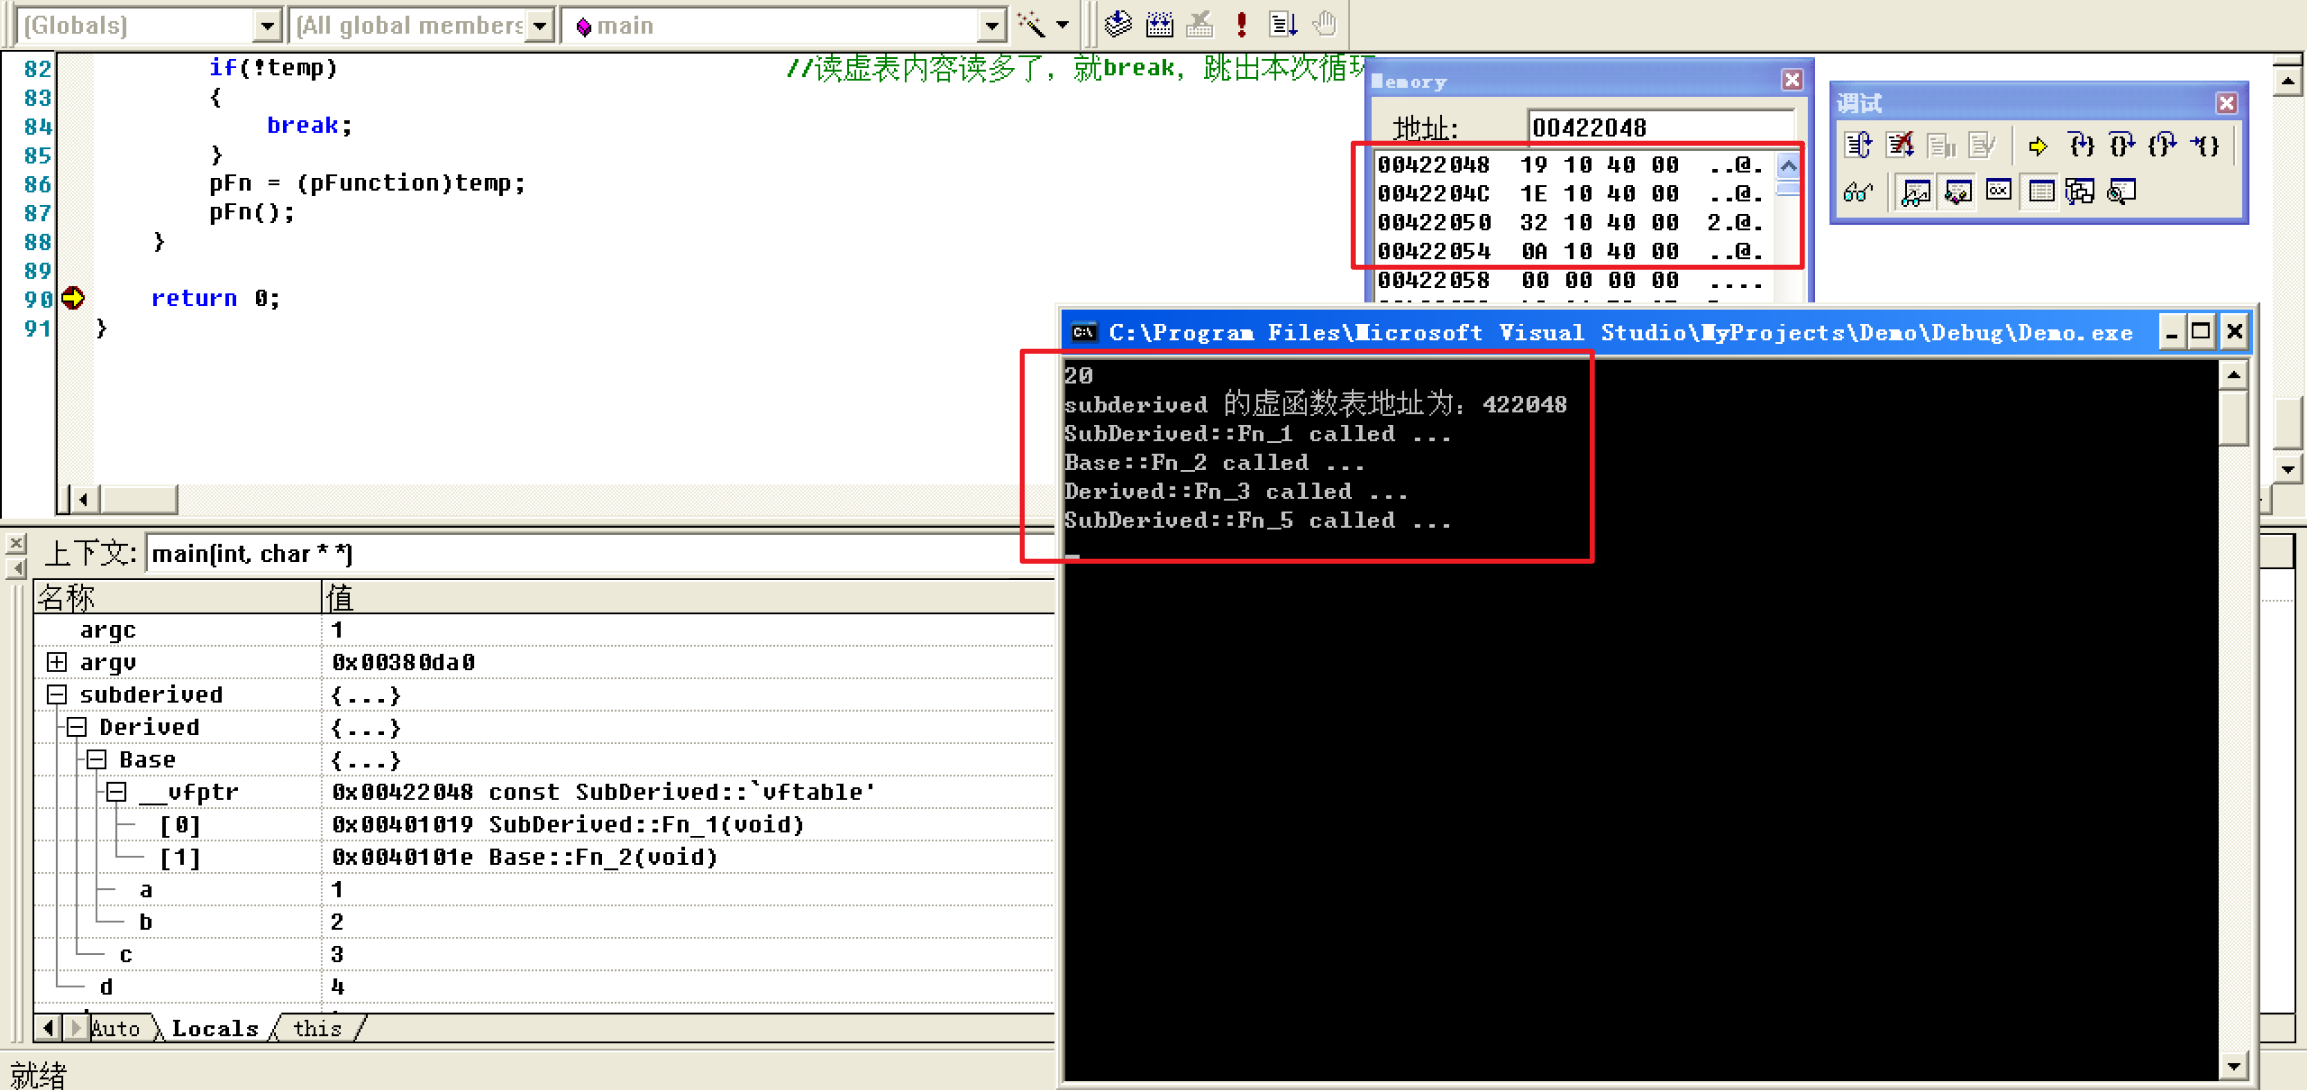 (Globals) (All global members main
82 if(!temp) //读虚表内容读多了，就break，跳出本次循环
83 {
84 break;
85 }
86 pFn = (pFunction)temp;
87 pFn();
88 }
89
90 return 0;
91 }
Memory
地址: 00422048
00422048 19 10 40 00 ..@.
0042204C 1E 10 40 00 ..@.
00422050 32 10 40 00 2.@.
00422054 0A 10 40 00 ..@.
00422058 00 00 00 00 ....
调试
C:\Program Files\Microsoft Visual Studio\MyProjects\Demo\Debug\Demo.exe
20
subderived 的虚函数表地址为：422048
SubDerived::Fn_1 called ...
Base::Fn_2 called ...
Derived::Fn_3 called ...
SubDerived::Fn_5 called ...
上下文: main(int, char * *)
名称 值
argc 1
argv 0x00380da0
subderived {...}
Derived {...}
Base {...}
__vfptr 0x00422048 const SubDerived::`vftable'
[0] 0x00401019 SubDerived::Fn_1(void)
[1] 0x0040101e Base::Fn_2(void)
a 1
b 2
c 3
d 4
Auto Locals this
就绪